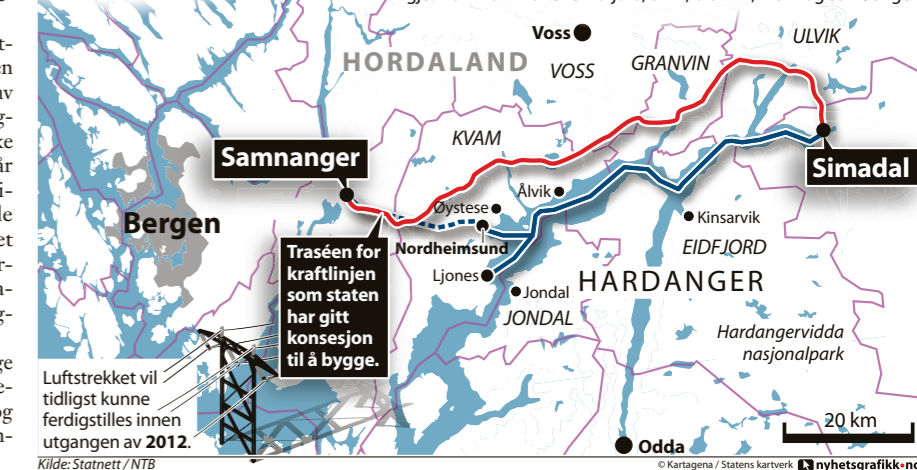 Voss
ULVIK
HORDALAND
VOSS
GRANVIN
KVAM
Samnanger
Simadal
Ålvik
Øystese
Bergen
Kinsarvik
Nordheimsund
EIDFJORD
Traséen for
kraftlinjen
som staten
har gitt
konsesjon
til å bygge.
Ljones
HARDANGER
Jondal
JONDAL
Hardangervidda
nasjonalpark
Luftstrekket vil
tidligst kunne
ferdigstilles innen
utgangen av 2012.
20 km
Odda
Kilde: Statnett / NTB
© Kartagena / Statens kartverk nyhetsgrafikk.no